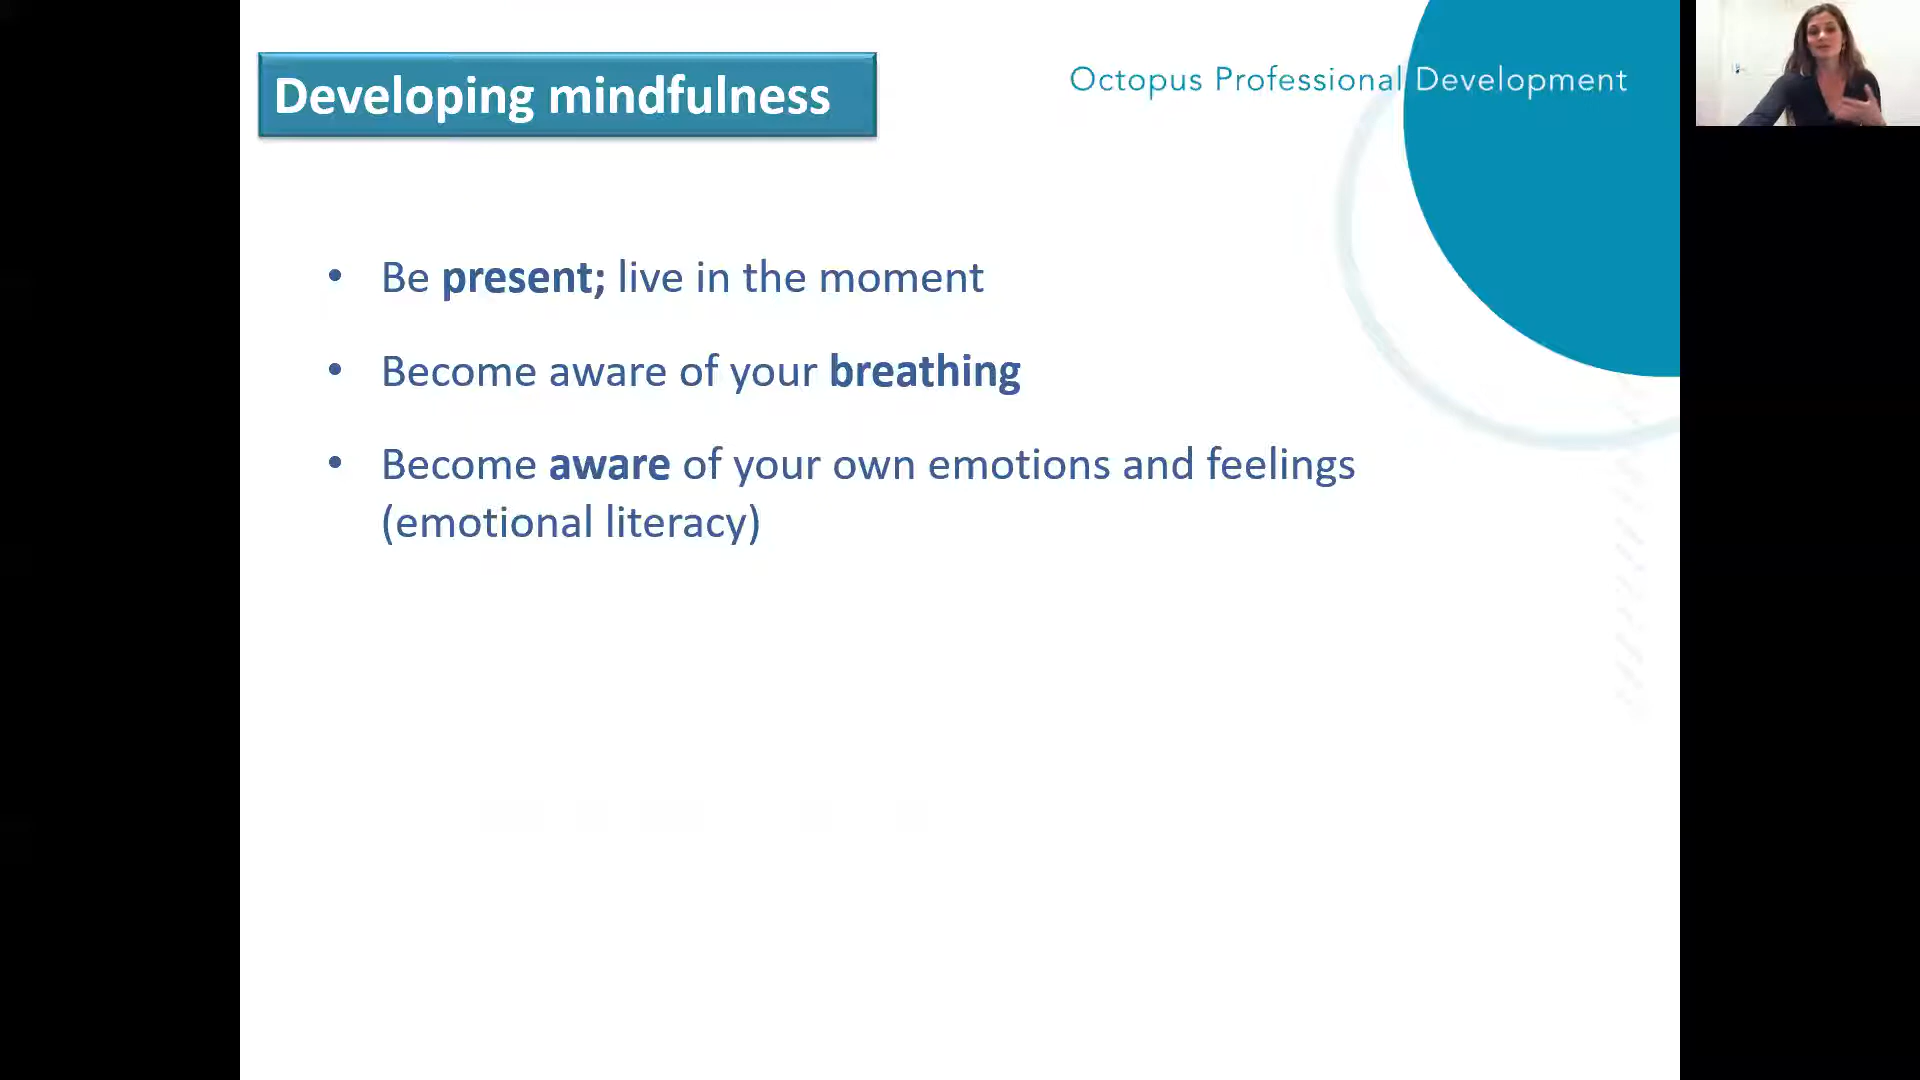 Developing mindfulness
Octopus Professional Development
• Be present; live in the moment
• Become aware of your breathing
• Become aware of your own emotions and feelings
(emotional literacy)